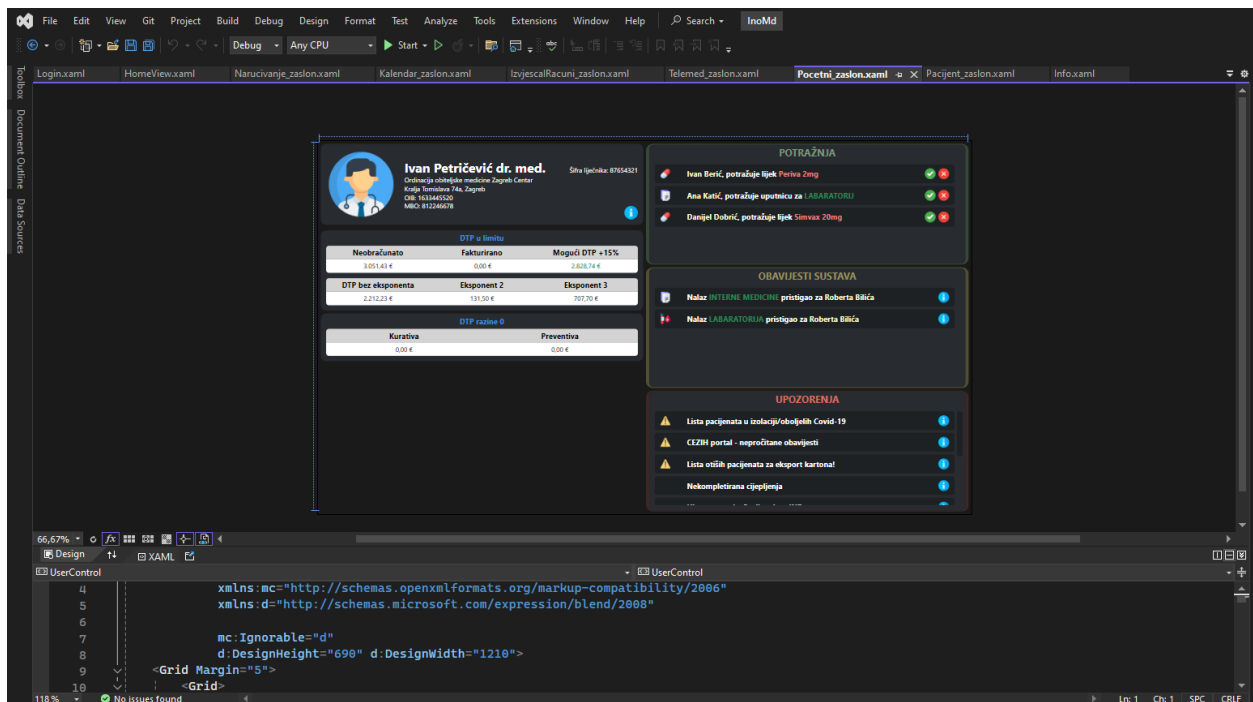 File Edit View Git Project Build Debug Design Format Test Analyze Tools Extensions Window Help Search InoMd
Debug Any CPU Start
Login.xaml HomeView.xaml Narucivanje_zaslon.xaml Kalendar_zaslon.xaml IzvjescaIRacuni_zaslon.xaml Telemed_zaslon.xaml Pocetni_zaslon.xaml Pacijent_zaslon.xaml Info.xaml
Toolbox
Document Outline
Data Sources
Ivan Petričević dr. med.
Šifra liječnika: 87654321
Ordinacija obiteljske medicine Zagreb Centar
Kralja Tomislava 74a, Zagreb
OIB: 1633445520
MBO: 812246678
DTP u limitu
Neobračunato Fakturirano Mogući DTP +15%
3.051,43 € 0,00 € 2.828,74 €
DTP bez eksponenta Eksponent 2 Eksponent 3
2.212,23 € 131,50 € 707,70 €
DTP razine 0
Kurativa Preventiva
0,00 € 0,00 €
POTRAŽNJA
Ivan Berić, potražuje lijek Periva 2mg
Ana Katić, potražuje uputnicu za LABARATORIJ
Danijel Dobrić, potražuje lijek Simvax 20mg
OBAVIJESTI SUSTAVA
Nalaz INTERNE MEDICINE pristigao za Roberta Bilića
Nalaz LABARATORIJA pristigao za Roberta Bilića
UPOZORENJA
Lista pacijenata u izolaciji/oboljelih Covid-19
CEZIH portal - nepročitane obavijesti
Lista otiših pacijenata za eksport kartona!
Nekompletirana cijepljenja
66,67%
Design XAML
UserControl UserControl
4 xmlns:mc="http://schemas.openxmlformats.org/markup-compatibility/2006"
5 xmlns:d="http://schemas.microsoft.com/expression/blend/2008"
6
7 mc:Ignorable="d"
8 d:DesignHeight="690" d:DesignWidth="1210">
9 <Grid Margin="5">
10 <Grid>
118 % No issues found Ln: 1 Ch: 1 SPC CRLF